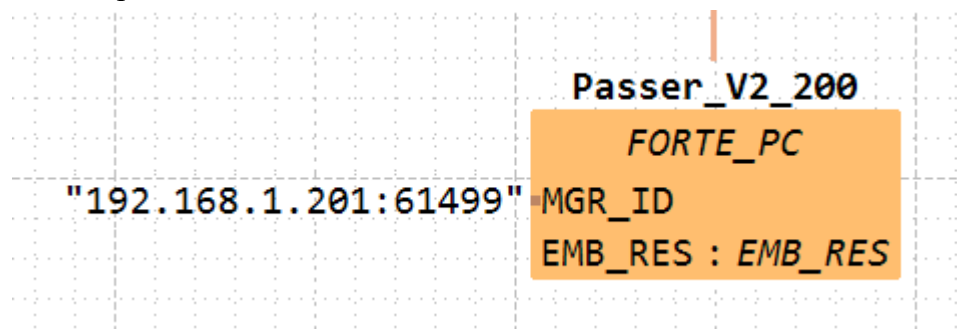 Passer_V2_200
FORTE_PC
"192.168.1.201:61499" MGR_ID
EMB_RES : EMB_RES